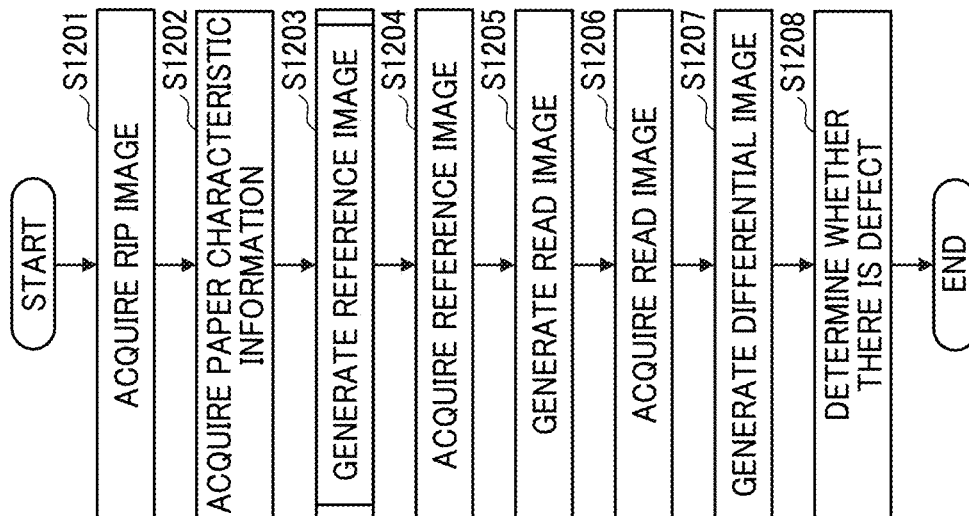 START
S1201
ACQUIRE RIP IMAGE
S1202
ACQUIRE PAPER CHARACTERISTIC
INFORMATION
S1203
GENERATE REFERENCE IMAGE
S1204
ACQUIRE REFERENCE IMAGE
S1205
GENERATE READ IMAGE
S1206
ACQUIRE READ IMAGE
S1207
GENERATE DIFFERENTIAL IMAGE
S1208
DETERMINE WHETHER
THERE IS DEFECT
END